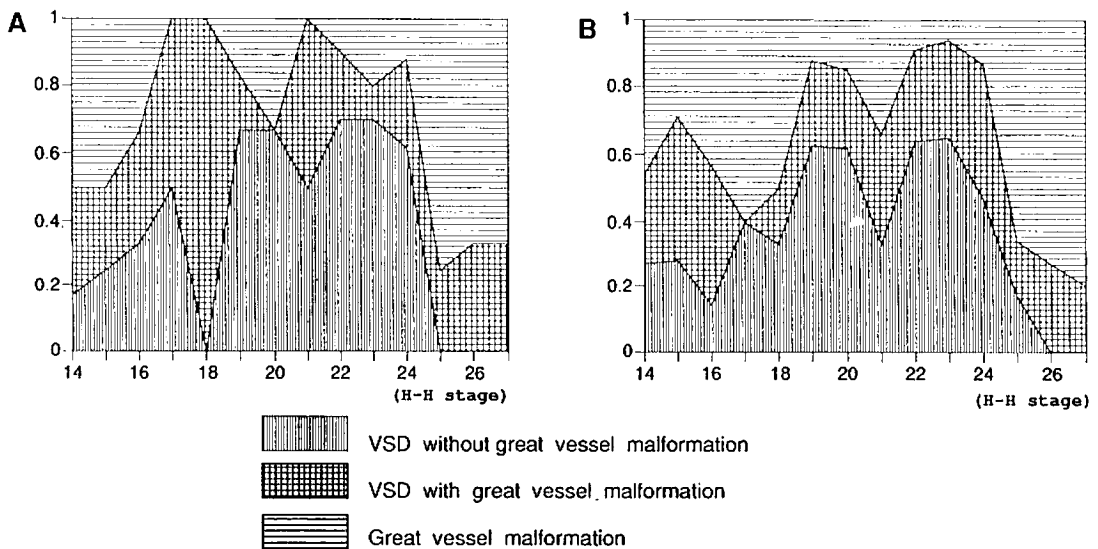 A
1
0.8
0.6
0.4
0.2
0
14 16 18 20 22 24 26
(H-H stage)
B
1
0.8
0.6
0.4
0.2
0
14 16 18 20 22 24 26
(H-H stage)
VSD without great vessel malformation
VSD with great vessel malformation
Great vessel malformation